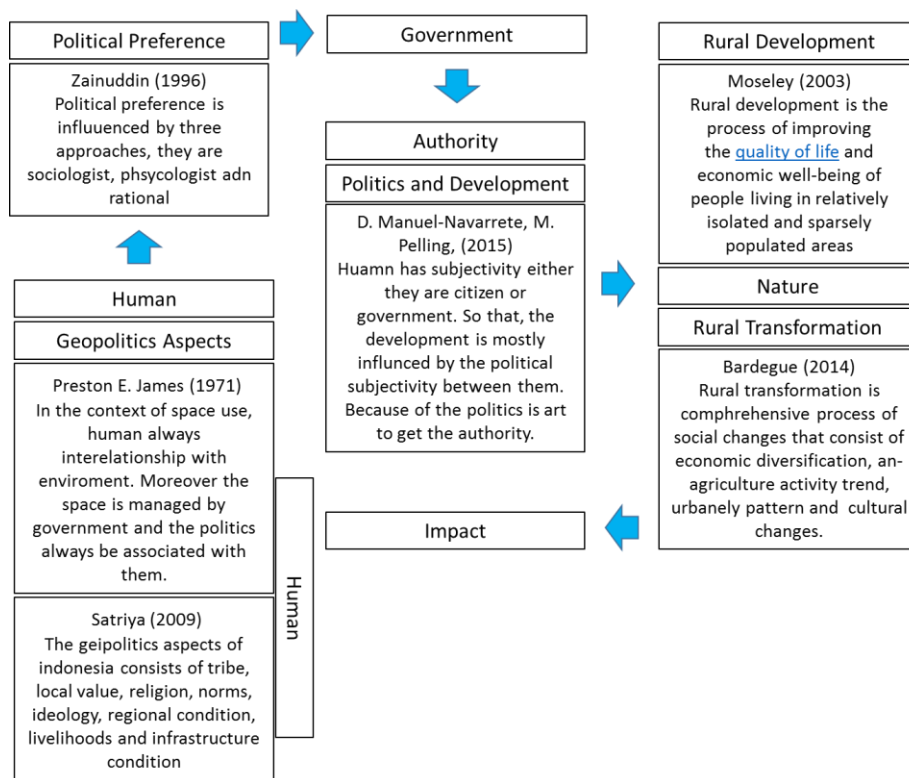 Political Preference
Zainuddin (1996)
Political preference is
influuenced by three
approaches, they are
sociologist, phsycologist adn
rational
Government
Authority
Politics and Development
D. Manuel-Navarrete, M.
Pelling, (2015)
Huamn has subjectivity either
they are citizen or
government. So that, the
development is mostly
influnced by the political
subjectivity between them.
Because of the politics is art
to get the authority.
Rural Development
Moseley (2003)
Rural development is the
process of improving
the quality of life and
economic well-being of
people living in relatively
isolated and sparsely
populated areas
Nature
Rural Transformation
Bardegue (2014)
Rural transformation is
comphrehensive process of
social changes that consist of
economic diversification, an-
agriculture activity trend,
urbanely pattern and cultural
changes.
Impact
Human
Human
Geopolitics Aspects
Preston E. James (1971)
In the context of space use,
human always
interelationship with
enviroment. Moreover the
space is managed by
government and the politics
always be associated with
them.
Satriya (2009)
The geipolitics aspects of
indonesia consists of tribe,
local value, religion, norms,
ideology, regional condition,
livelihoods and infrastructure
condition